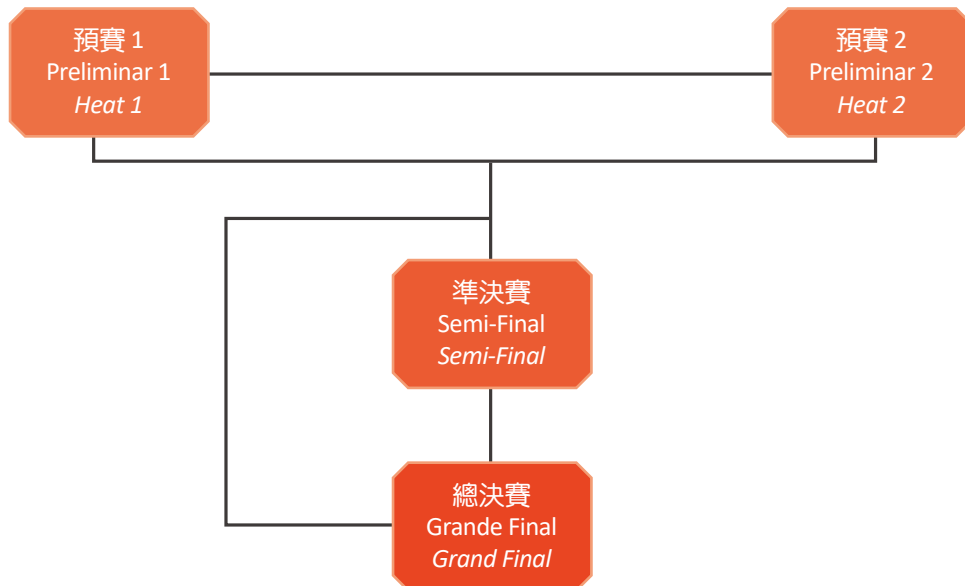 預賽 1
Preliminar 1
Heat 1
預賽 2
Preliminar 2
Heat 2
準決賽
Semi-Final
Semi-Final
總決賽
Grande Final
Grand Final